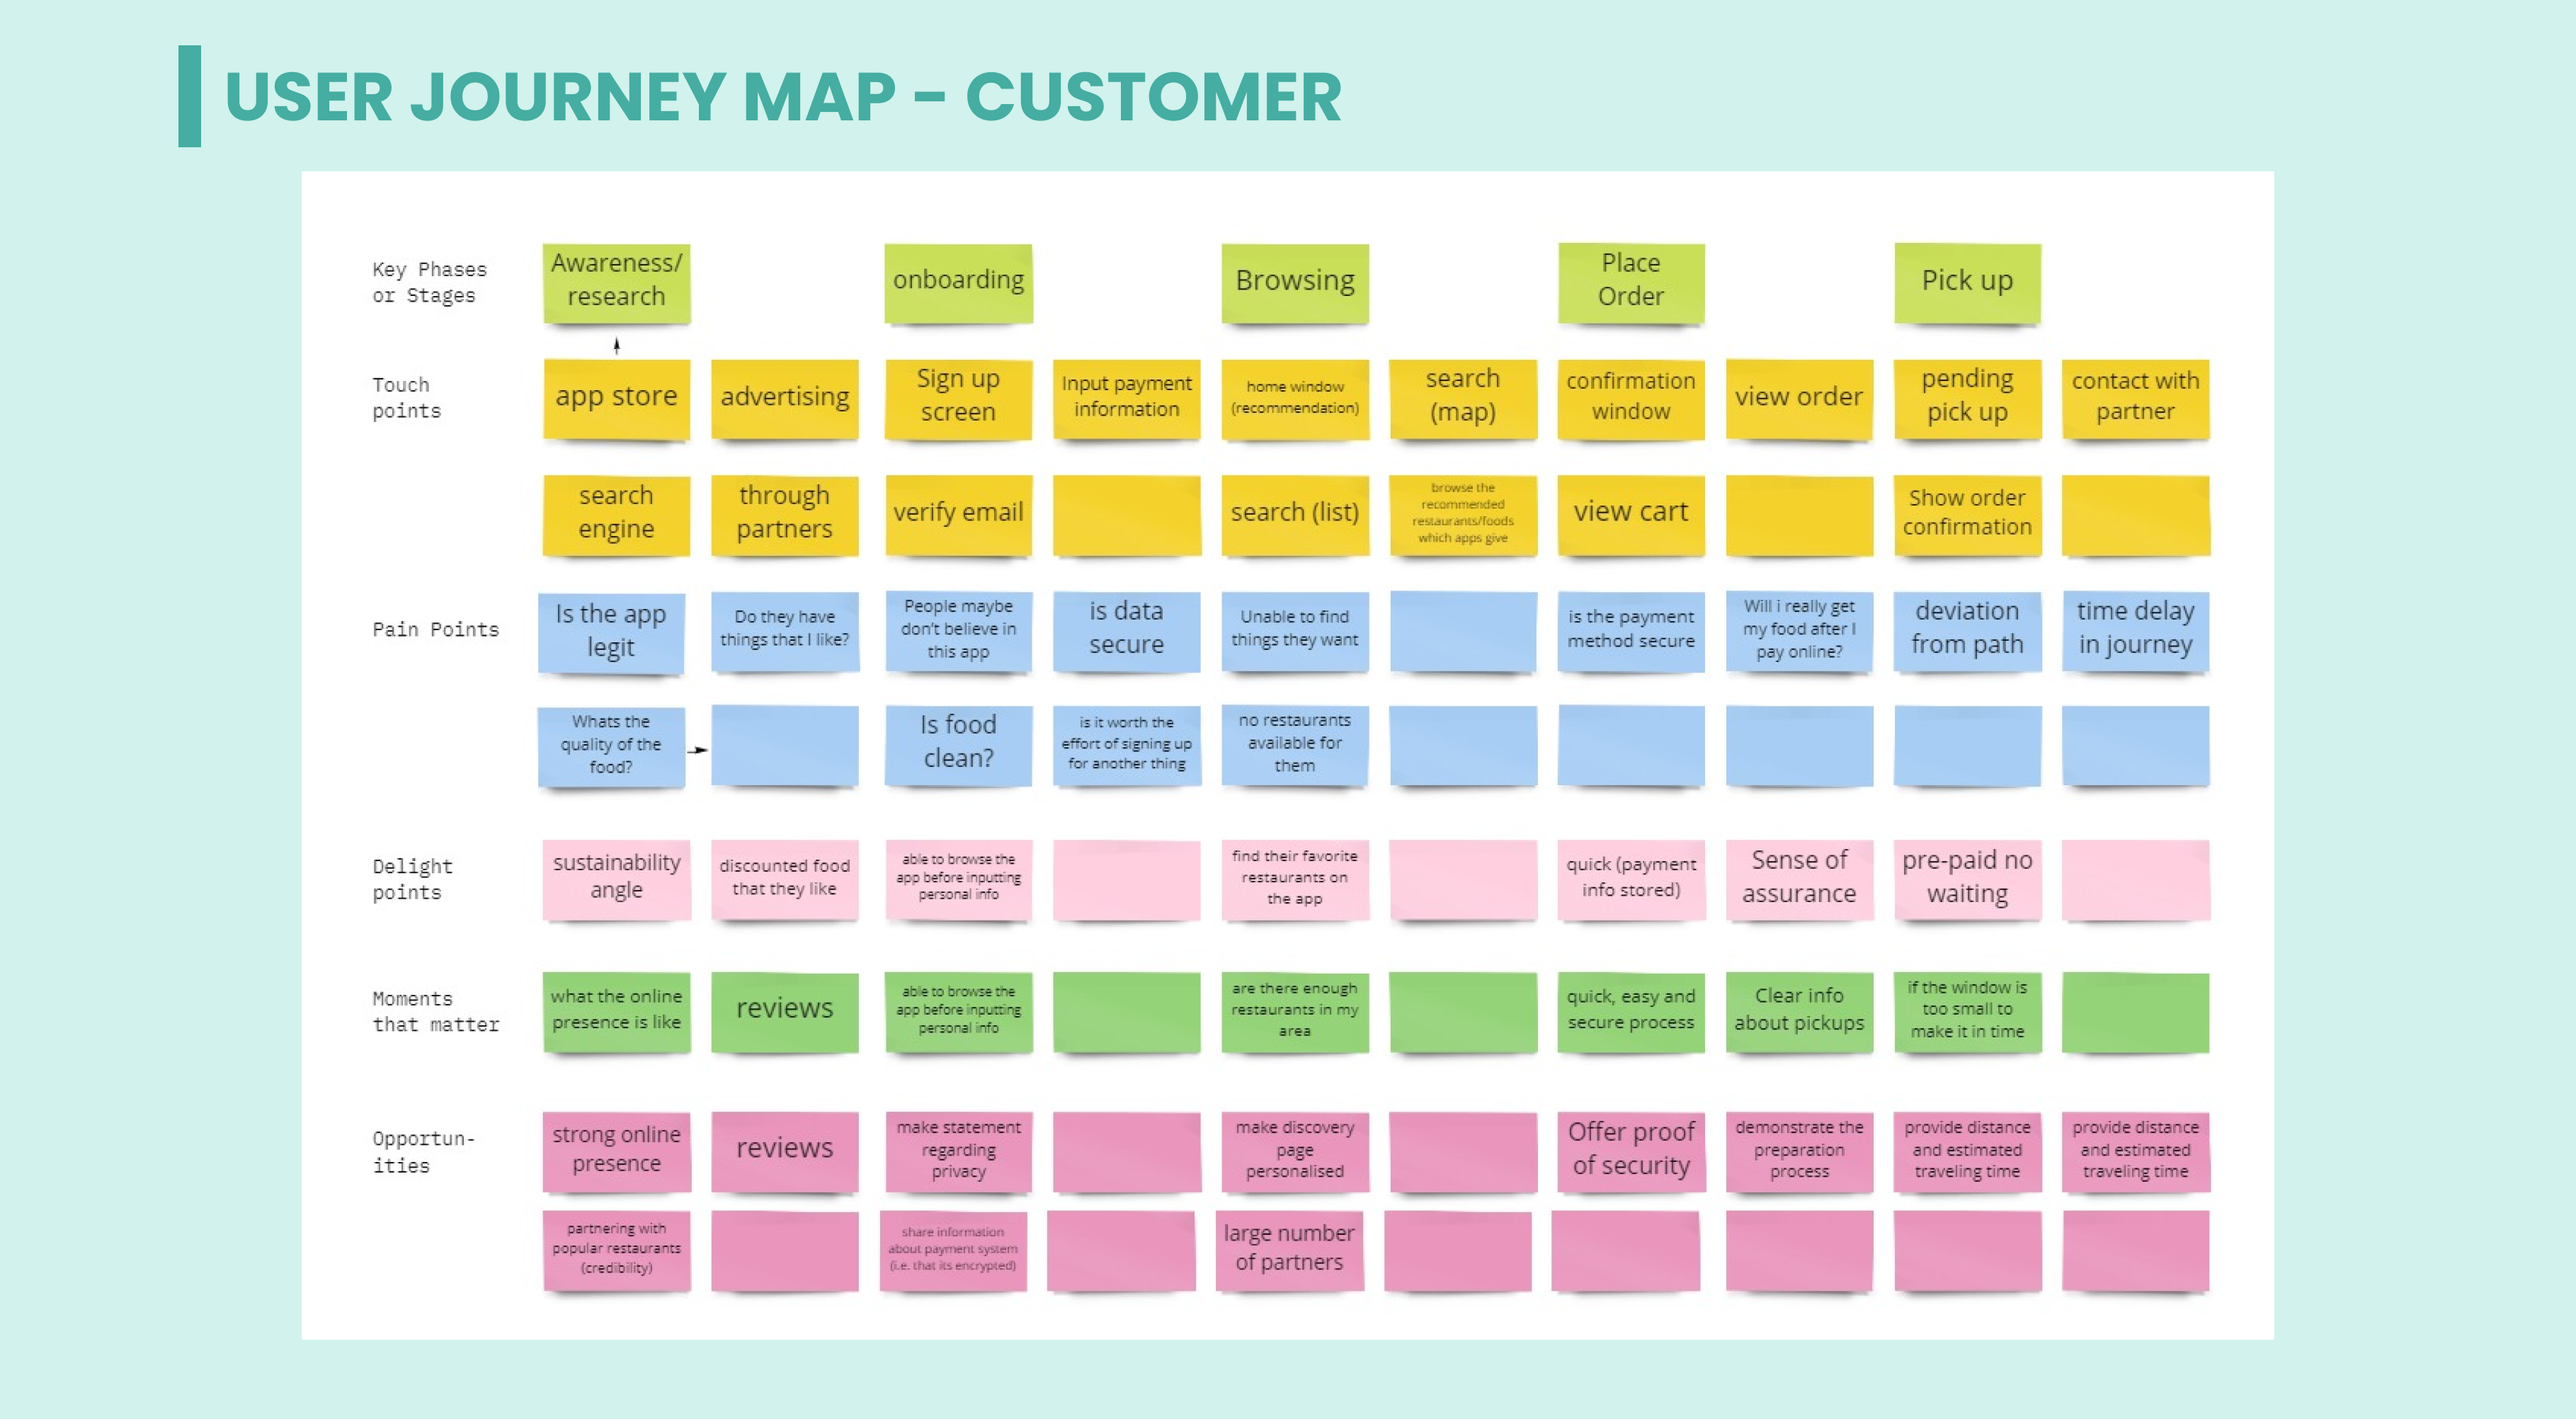 USER JOURNEY MAP - CUSTOMER
Key Phases
or Stages
Awareness/
research
onboarding
Browsing
Place
Order
Pick up
Touch
points
app store
advertising
Sign up
screen
Input payment
information
home window
(recommendation)
search
(map)
confirmation
window
view order
pending
pick up
contact with
partner
search
engine
through
partners
verify email
search (list)
browse the
recommended
restaurants/foods
which apps give
view cart
Show order
confirmation
Pain Points
Is the app
legit
Do they have
things that I like?
People maybe
don't believe in
this app
is data
secure
Unable to find
things they want
is the payment
method secure
Will i really get
my food after I
pay online?
deviation
from path
time delay
in journey
Whats the
quality of the
food?
Is food
clean?
is it worth the
effort of signing up
for another thing
no restaurants
available for
them
Delight
points
sustainability
angle
discounted food
that they like
able to browse the
app before inputting
personal info
find their favorite
restaurants on
the app
quick (payment
info stored)
Sense of
assurance
pre-paid no
waiting
Moments
that matter
what the online
presence is like
reviews
able to browse the
app before inputting
personal info
are there enough
restaurants in my
area
quick, easy and
secure process
Clear info
about pickups
if the window is
too small to
make it in time
Opportun-
ities
strong online
presence
reviews
make statement
regarding
privacy
make discovery
page
personalised
Offer proof
of security
demonstrate the
preparation
process
provide distance
and estimated
traveling time
provide distance
and estimated
traveling time
partnering with
popular restaurants
(credibility)
share information
about payment system
(i.e. that its encrypted)
large number
of partners